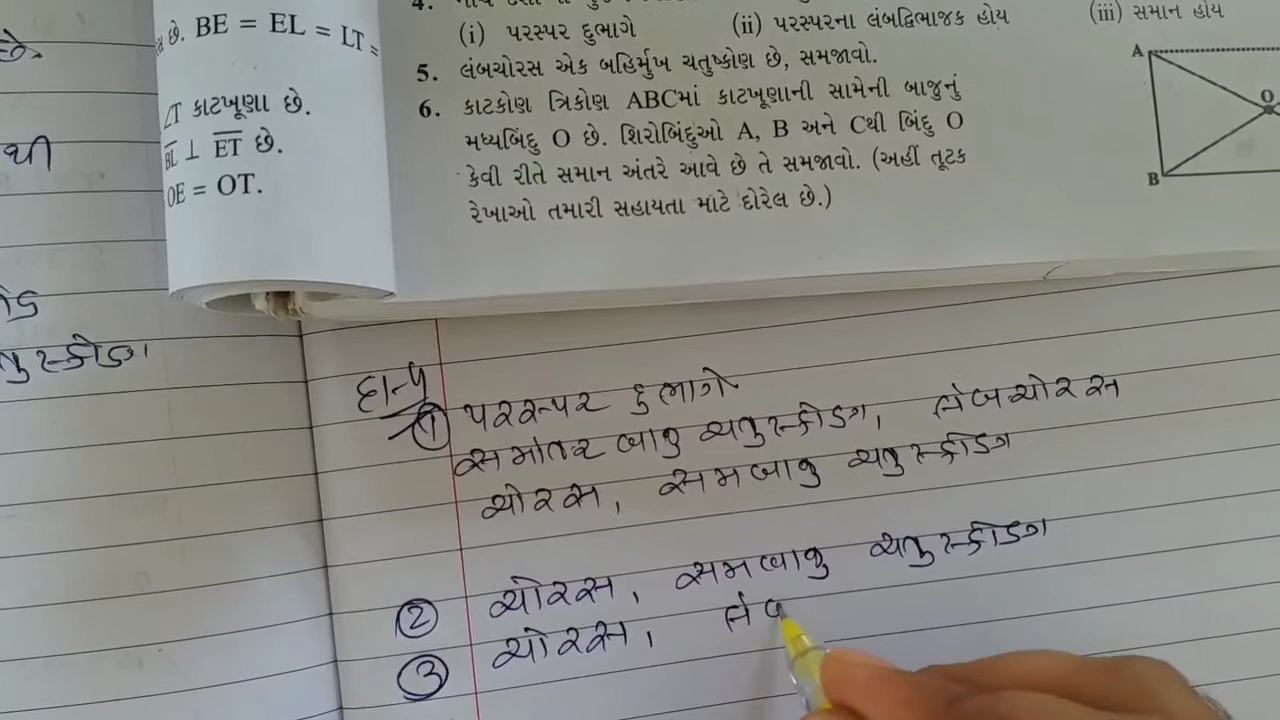 છે. BE = EL = LT =
∠T કાટખૂણા છે.
BL ⊥ ET છે.
OE = OT.
4.
(i) પરસ્પર દુભાગે (ii) પરસ્પરના લંબદ્વિભાજક હોય (iii) સમાન હોય
5. લંબચોરસ એક બહિર્મુખ ચતુષ્કોણ છે, સમજાવો.
6. કાટકોણ ત્રિકોણ ABCમાં કાટખૂણાની સામેની બાજુનું
મધ્યબિંદુ O છે. શિરોબિંદુઓ A, B અને Cથી બિંદુ O
કેવી રીતે સમાન અંતરે આવે છે તે સમજાવો. (અહીં તૂટક
રેખાઓ તમારી સહાયતા માટે દોરેલ છે.)
A
O
B
છે.
થી
① પરસ્પર દુભાગે
સમાંતર બાજુ ચતુષ્કોણ, લંબચોરસ
ચોરસ, સમબાજુ ચતુષ્કોણ
② ચોરસ, સમબાજુ ચતુષ્કોણ
③ ચોરસ, લંબ